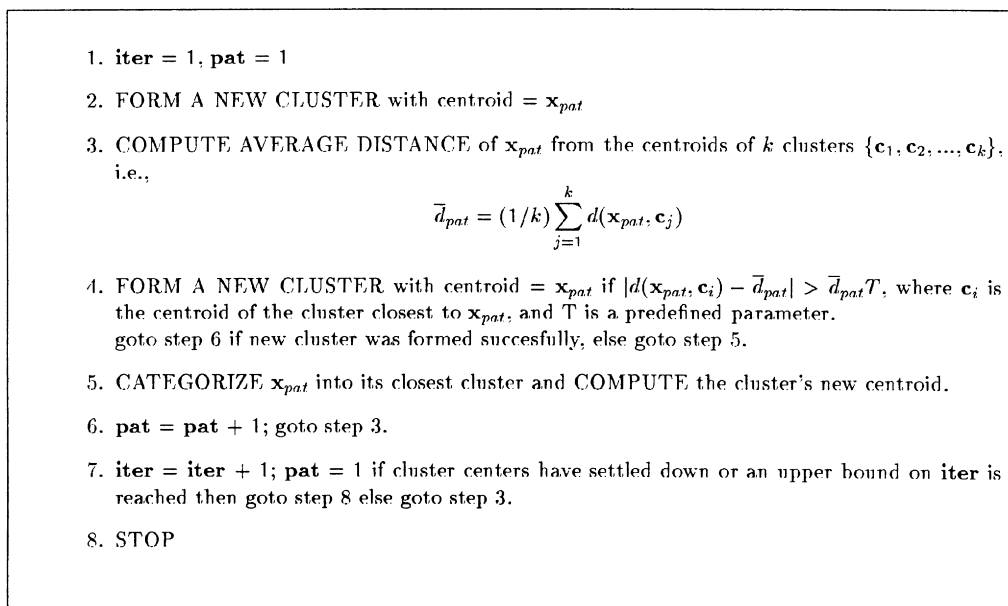 1. iter = 1, pat = 1
2. FORM A NEW CLUSTER with centroid = x_pat
3. COMPUTE AVERAGE DISTANCE of x_pat from the centroids of k clusters {c_1, c_2, ..., c_k},
i.e.,
d̅_pat = (1/k) ∑_{j=1}^{k} d(x_pat, c_j)
4. FORM A NEW CLUSTER with centroid = x_pat if |d(x_pat, c_i) − d̅_pat| > d̅_pat T, where c_i is
the centroid of the cluster closest to x_pat, and T is a predefined parameter.
goto step 6 if new cluster was formed succesfully, else goto step 5.
5. CATEGORIZE x_pat into its closest cluster and COMPUTE the cluster's new centroid.
6. pat = pat + 1; goto step 3.
7. iter = iter + 1; pat = 1 if cluster centers have settled down or an upper bound on iter is
reached then goto step 8 else goto step 3.
8. STOP